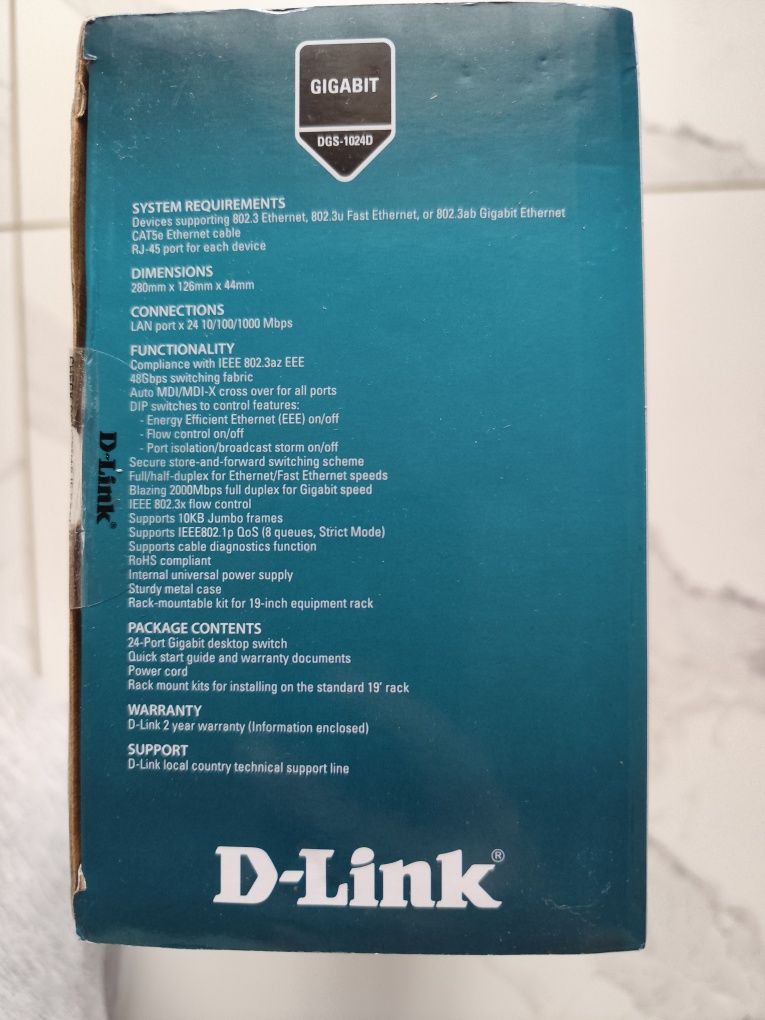 GIGABIT
DGS-1024D
SYSTEM REQUIREMENTS
Devices supporting 802.3 Ethernet, 802.3u Fast Ethernet, or 802.3ab Gigabit Ethernet
CAT5e Ethernet cable
RJ-45 port for each device
DIMENSIONS
280mm x 126mm x 44mm
CONNECTIONS
LAN port x 24 10/100/1000 Mbps
FUNCTIONALITY
Compliance with IEEE 802.3az EEE
48Gbps switching fabric
Auto MDI/MDI-X cross over for all ports
DIP switches to control features:
- Energy Efficient Ethernet (EEE) on/off
- Flow control on/off
- Port isolation/broadcast storm on/off
Secure store-and-forward switching scheme
Full/half-duplex for Ethernet/Fast Ethernet speeds
Blazing 2000Mbps full duplex for Gigabit speed
IEEE 802.3x flow control
Supports 10KB Jumbo frames
Supports IEEE802.1p QoS (8 queues, Strict Mode)
Supports cable diagnostics function
RoHS compliant
Internal universal power supply
Sturdy metal case
Rack-mountable kit for 19-inch equipment rack
PACKAGE CONTENTS
24-Port Gigabit desktop switch
Quick start guide and warranty documents
Power cord
Rack mount kits for installing on the standard 19' rack
WARRANTY
D-Link 2 year warranty (Information enclosed)
SUPPORT
D-Link local country technical support line
D-Link®
D-Link®